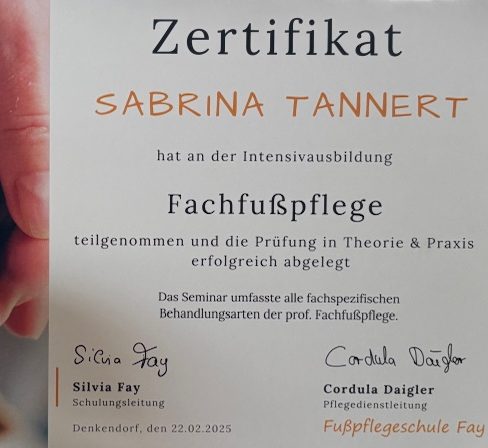 Zertifikat
SABRINA TANNERT
hat an der Intensivausbildung
Fachfußpflege
teilgenommen und die Prüfung in Theorie & Praxis
erfolgreich abgelegt
Das Seminar umfasste alle fachspezifischen
Behandlungsarten der prof. Fachfußpflege.
Silvia Fay
Silvia Fay
Schulungsleitung
Denkendorf, den 22.02.2025
Cordula Daigler
Cordula Daigler
Pflegedienstleitung
Fußpflegeschule Fay